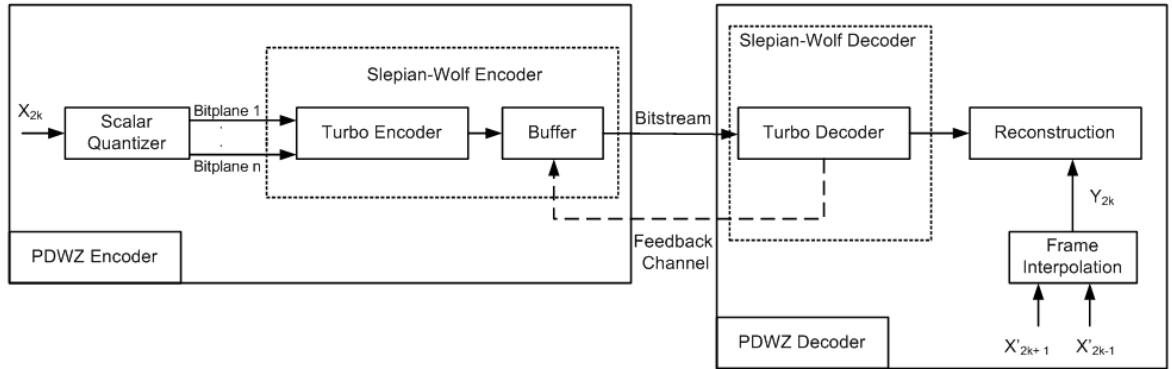 Slepian-Wolf Encoder
Slepian-Wolf Decoder
X2k
Scalar
Quantizer
Bitplane 1
.
.
Bitplane n
Turbo Encoder
Buffer
Bitstream
Turbo Decoder
Reconstruction
Y2k
Feedback
Channel
Frame
Interpolation
PDWZ Encoder
PDWZ Decoder
X'2k+1
X'2k-1